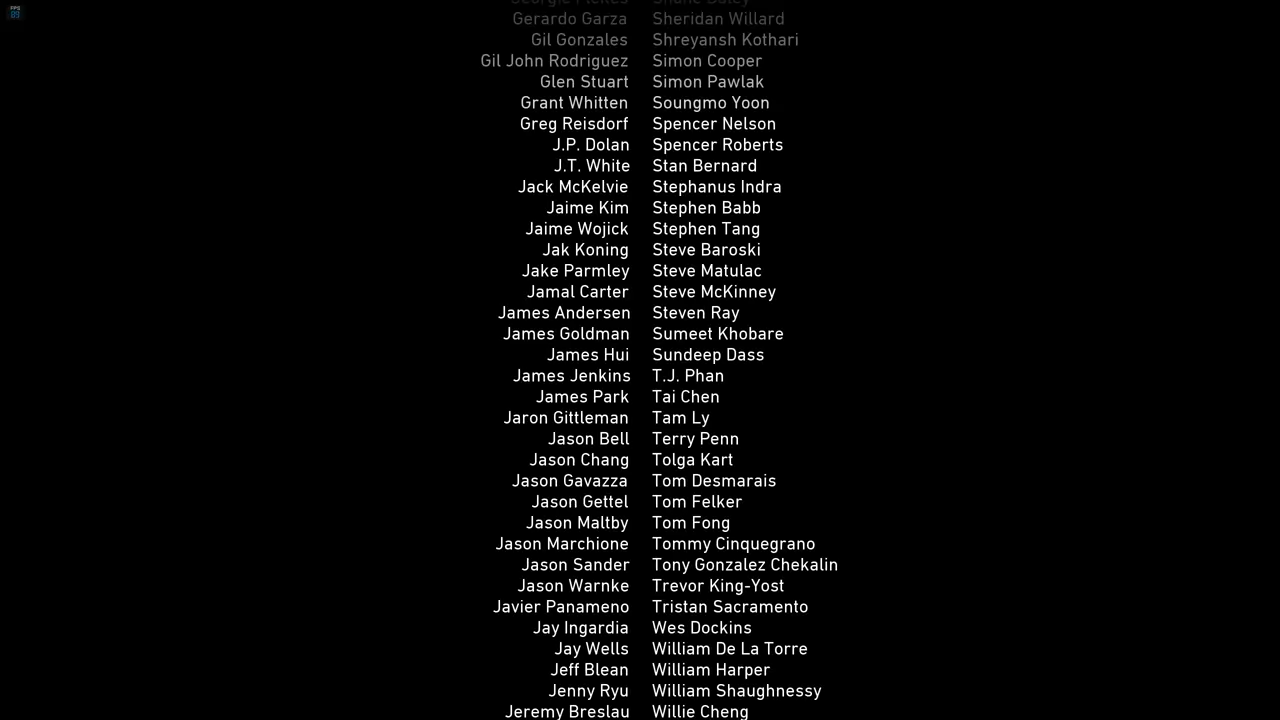 FPS
Gerardo Garza Sheridan Willard
Gil Gonzales Shreyansh Kothari
Gil John Rodriguez Simon Cooper
Glen Stuart Simon Pawlak
Grant Whitten Soungmo Yoon
Greg Reisdorf Spencer Nelson
J.P. Dolan Spencer Roberts
J.T. White Stan Bernard
Jack McKelvie Stephanus Indra
Jaime Kim Stephen Babb
Jaime Wojick Stephen Tang
Jak Koning Steve Baroski
Jake Parmley Steve Matulac
Jamal Carter Steve McKinney
James Andersen Steven Ray
James Goldman Sumeet Khobare
James Hui Sundeep Dass
James Jenkins T.J. Phan
James Park Tai Chen
Jaron Gittleman Tam Ly
Jason Bell Terry Penn
Jason Chang Tolga Kart
Jason Gavazza Tom Desmarais
Jason Gettel Tom Felker
Jason Maltby Tom Fong
Jason Marchione Tommy Cinquegrano
Jason Sander Tony Gonzalez Chekalin
Jason Warnke Trevor King-Yost
Javier Panameno Tristan Sacramento
Jay Ingardia Wes Dockins
Jay Wells William De La Torre
Jeff Blean William Harper
Jenny Ryu William Shaughnessy
Jeremy Breslau Willie Cheng